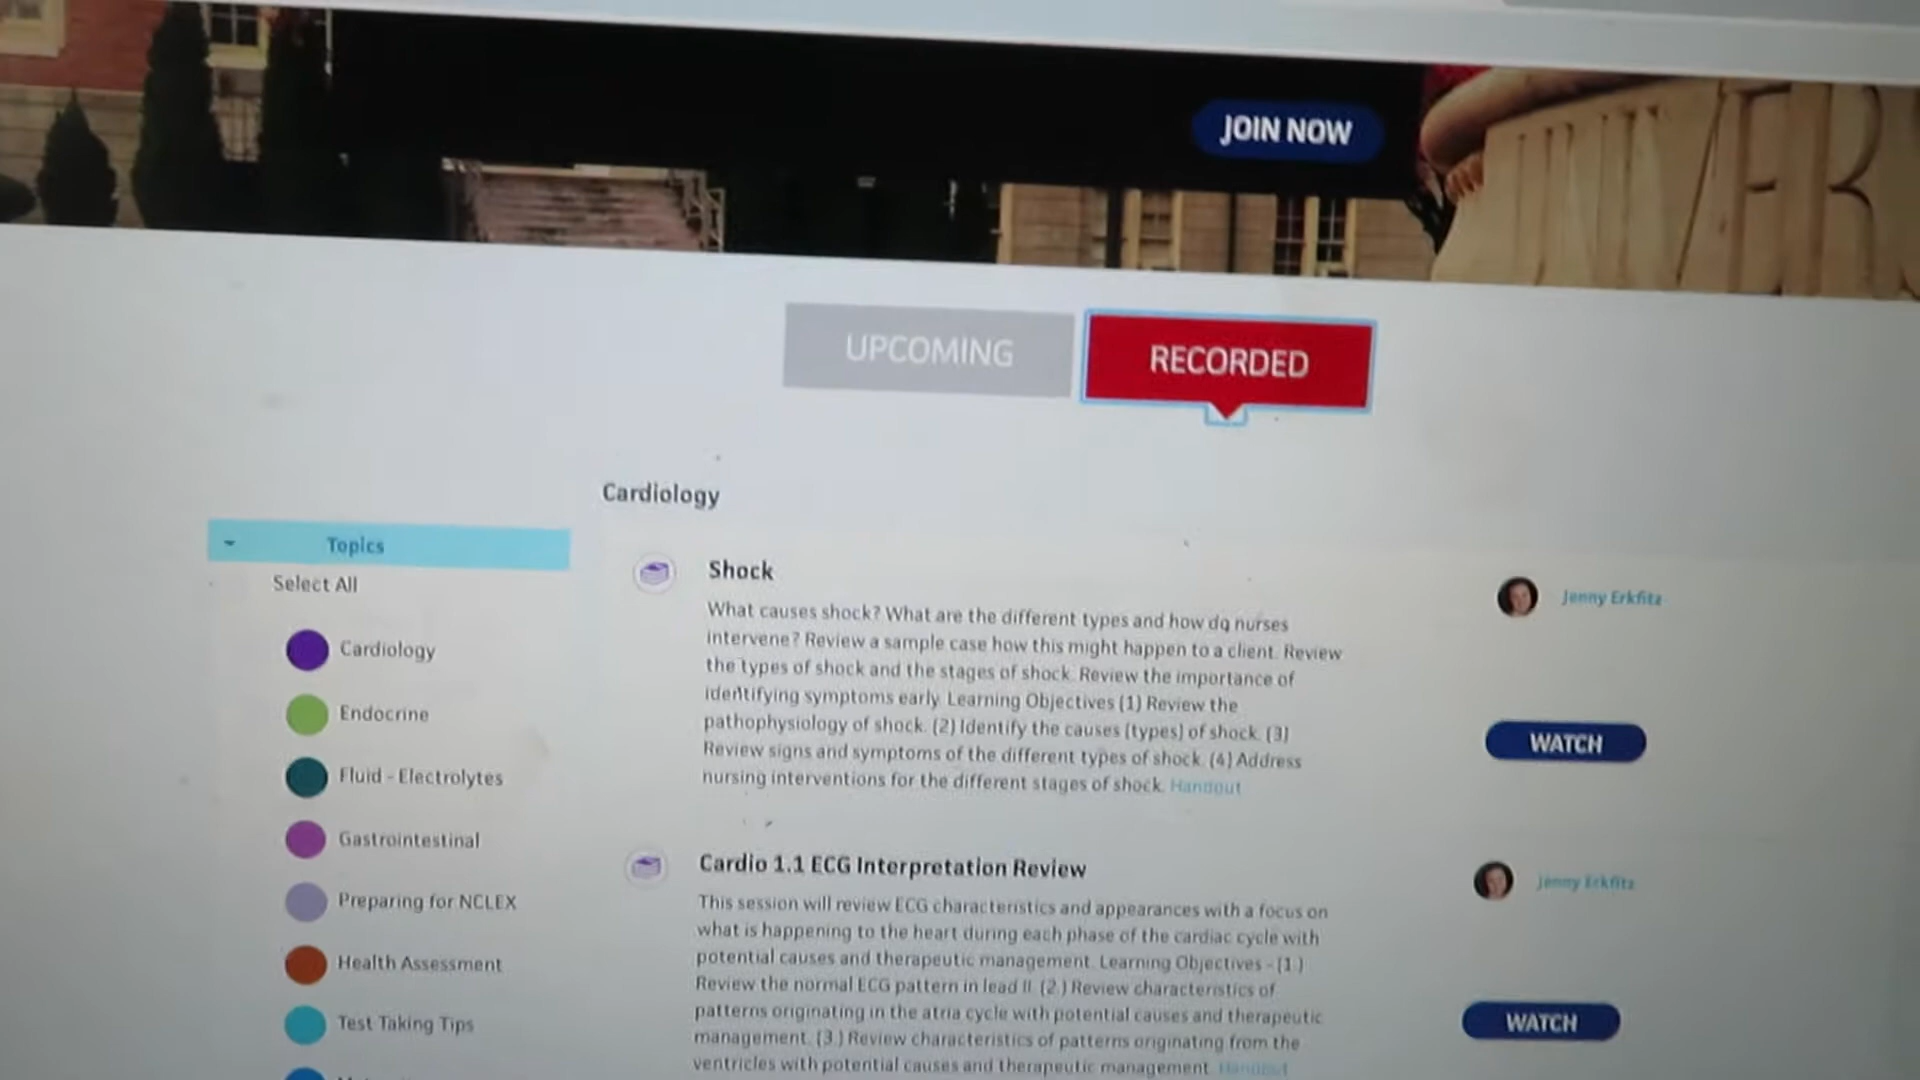 JOIN NOW
UNIVER
UPCOMING
RECORDED
Cardiology
Topics
Select All
Cardiology
Endocrine
Fluid - Electrolytes
Gastrointestinal
Preparing for NCLEX
Health Assessment
Test Taking Tips
Shock
What causes shock? What are the different types and how do nurses
intervene? Review a sample case how this might happen to a client. Review
the types of shock and the stages of shock. Review the importance of
identifying symptoms early. Learning Objectives (1) Review the
pathophysiology of shock. (2) Identify the causes (types) of shock. (3)
Review signs and symptoms of the different types of shock. (4) Address
nursing interventions for the different stages of shock. Handout
Jenny Erkfitz
WATCH
Cardio 1.1 ECG Interpretation Review
This session will review ECG characteristics and appearances with a focus on
what is happening to the heart during each phase of the cardiac cycle with
potential causes and therapeutic management. Learning Objectives - (1.)
Review the normal ECG pattern in lead II. (2.) Review characteristics of
patterns originating in the atria cycle with potential causes and therapeutic
management. (3.) Review characteristics of patterns originating from the
ventricles with potential causes and therapeutic management. Handout
Jenny Erkfitz
WATCH